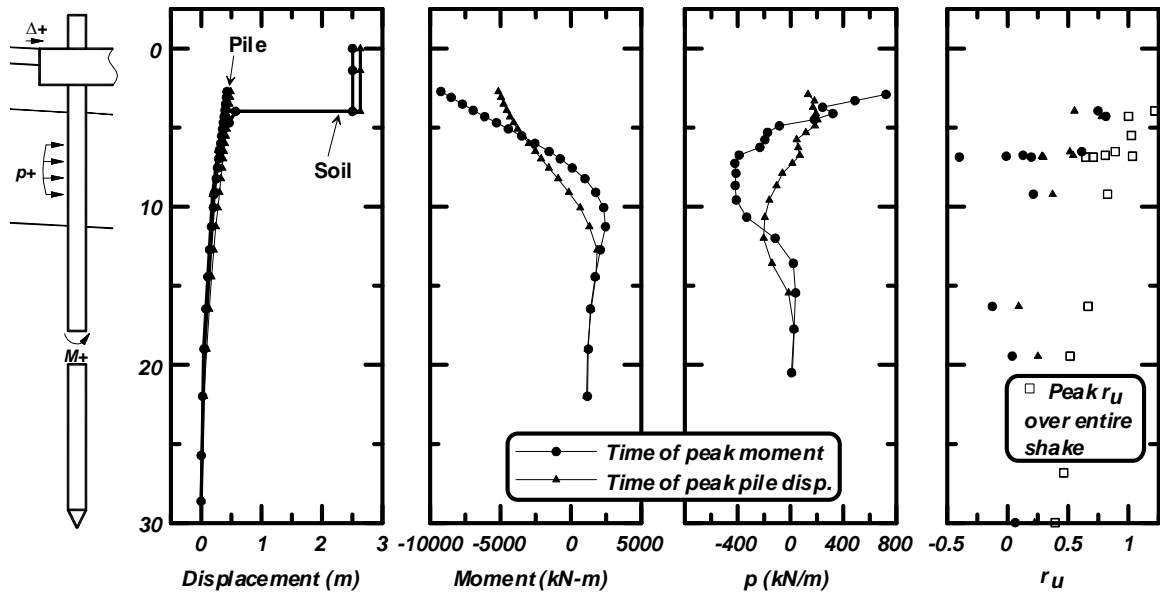 Δ+
p+
M+
0
10
20
30
Pile
Soil
0
1
2
3
Displacement (m)
-10000
-5000
0
5000
Moment (kN-m)
-400
0
400
800
p (kN/m)
-0.5
0
0.5
1
ru
Time of peak moment
Time of peak pile disp.
Peak ru
over entire
shake